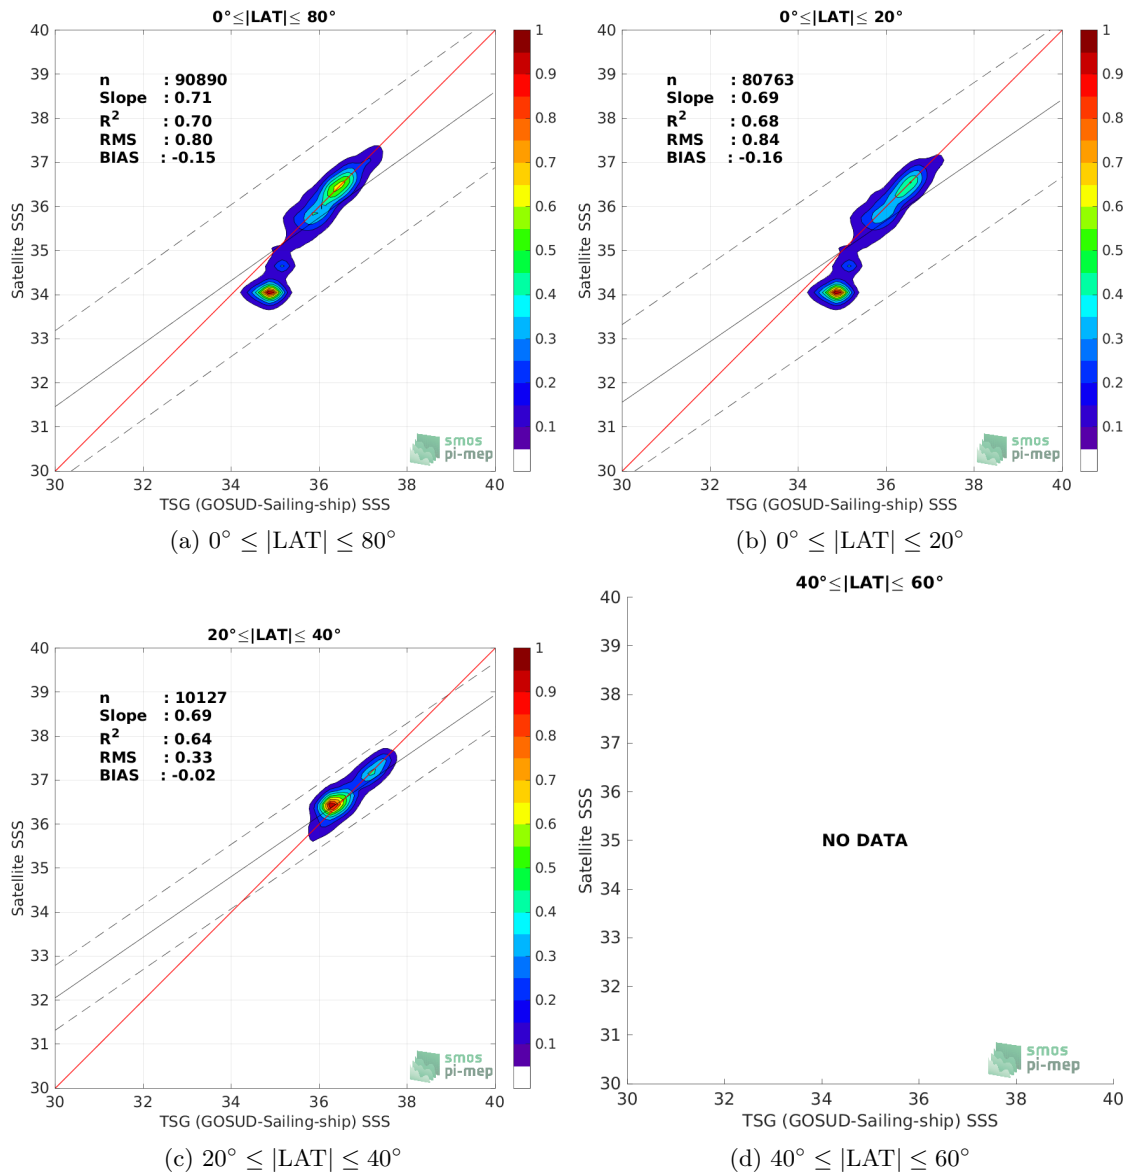 0°≤|LAT|≤ 80°
40
39
38
37
36
35
34
33
32
31
30
Satellite SSS
n : 90890
Slope : 0.71
R2 : 0.70
RMS : 0.80
BIAS : -0.15
smos
pi-mep
30 32 34 36 38 40
TSG (GOSUD-Sailing-ship) SSS
1
0.9
0.8
0.7
0.6
0.5
0.4
0.3
0.2
0.1
(a) 0° ≤ |LAT| ≤ 80°
0°≤|LAT|≤ 20°
40
39
38
37
36
35
34
33
32
31
30
Satellite SSS
n : 80763
Slope : 0.69
R2 : 0.68
RMS : 0.84
BIAS : -0.16
smos
pi-mep
30 32 34 36 38 40
TSG (GOSUD-Sailing-ship) SSS
1
0.9
0.8
0.7
0.6
0.5
0.4
0.3
0.2
0.1
(b) 0° ≤ |LAT| ≤ 20°
20°≤|LAT|≤ 40°
40
39
38
37
36
35
34
33
32
31
30
Satellite SSS
n : 10127
Slope : 0.69
R2 : 0.64
RMS : 0.33
BIAS : -0.02
smos
pi-mep
30 32 34 36 38 40
TSG (GOSUD-Sailing-ship) SSS
1
0.9
0.8
0.7
0.6
0.5
0.4
0.3
0.2
0.1
(c) 20° ≤ |LAT| ≤ 40°
40°≤|LAT|≤ 60°
40
39
38
37
36
35
34
33
32
31
30
Satellite SSS
NO DATA
smos
pi-mep
30 32 34 36 38 40
TSG (GOSUD-Sailing-ship) SSS
(d) 40° ≤ |LAT| ≤ 60°